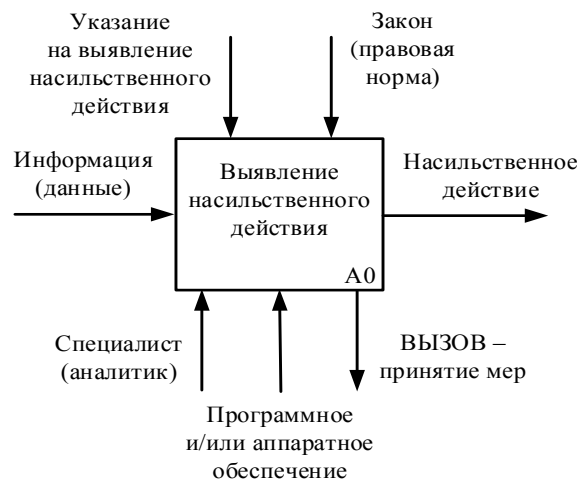 Указание
на выявление
насильственного
действия
Закон
(правовая
норма)
Информация
(данные)
Выявление
насильственного
действия
A0
Насильственное
действие
Специалист
(аналитик)
ВЫЗОВ –
принятие мер
Программное
и/или аппаратное
обеспечение